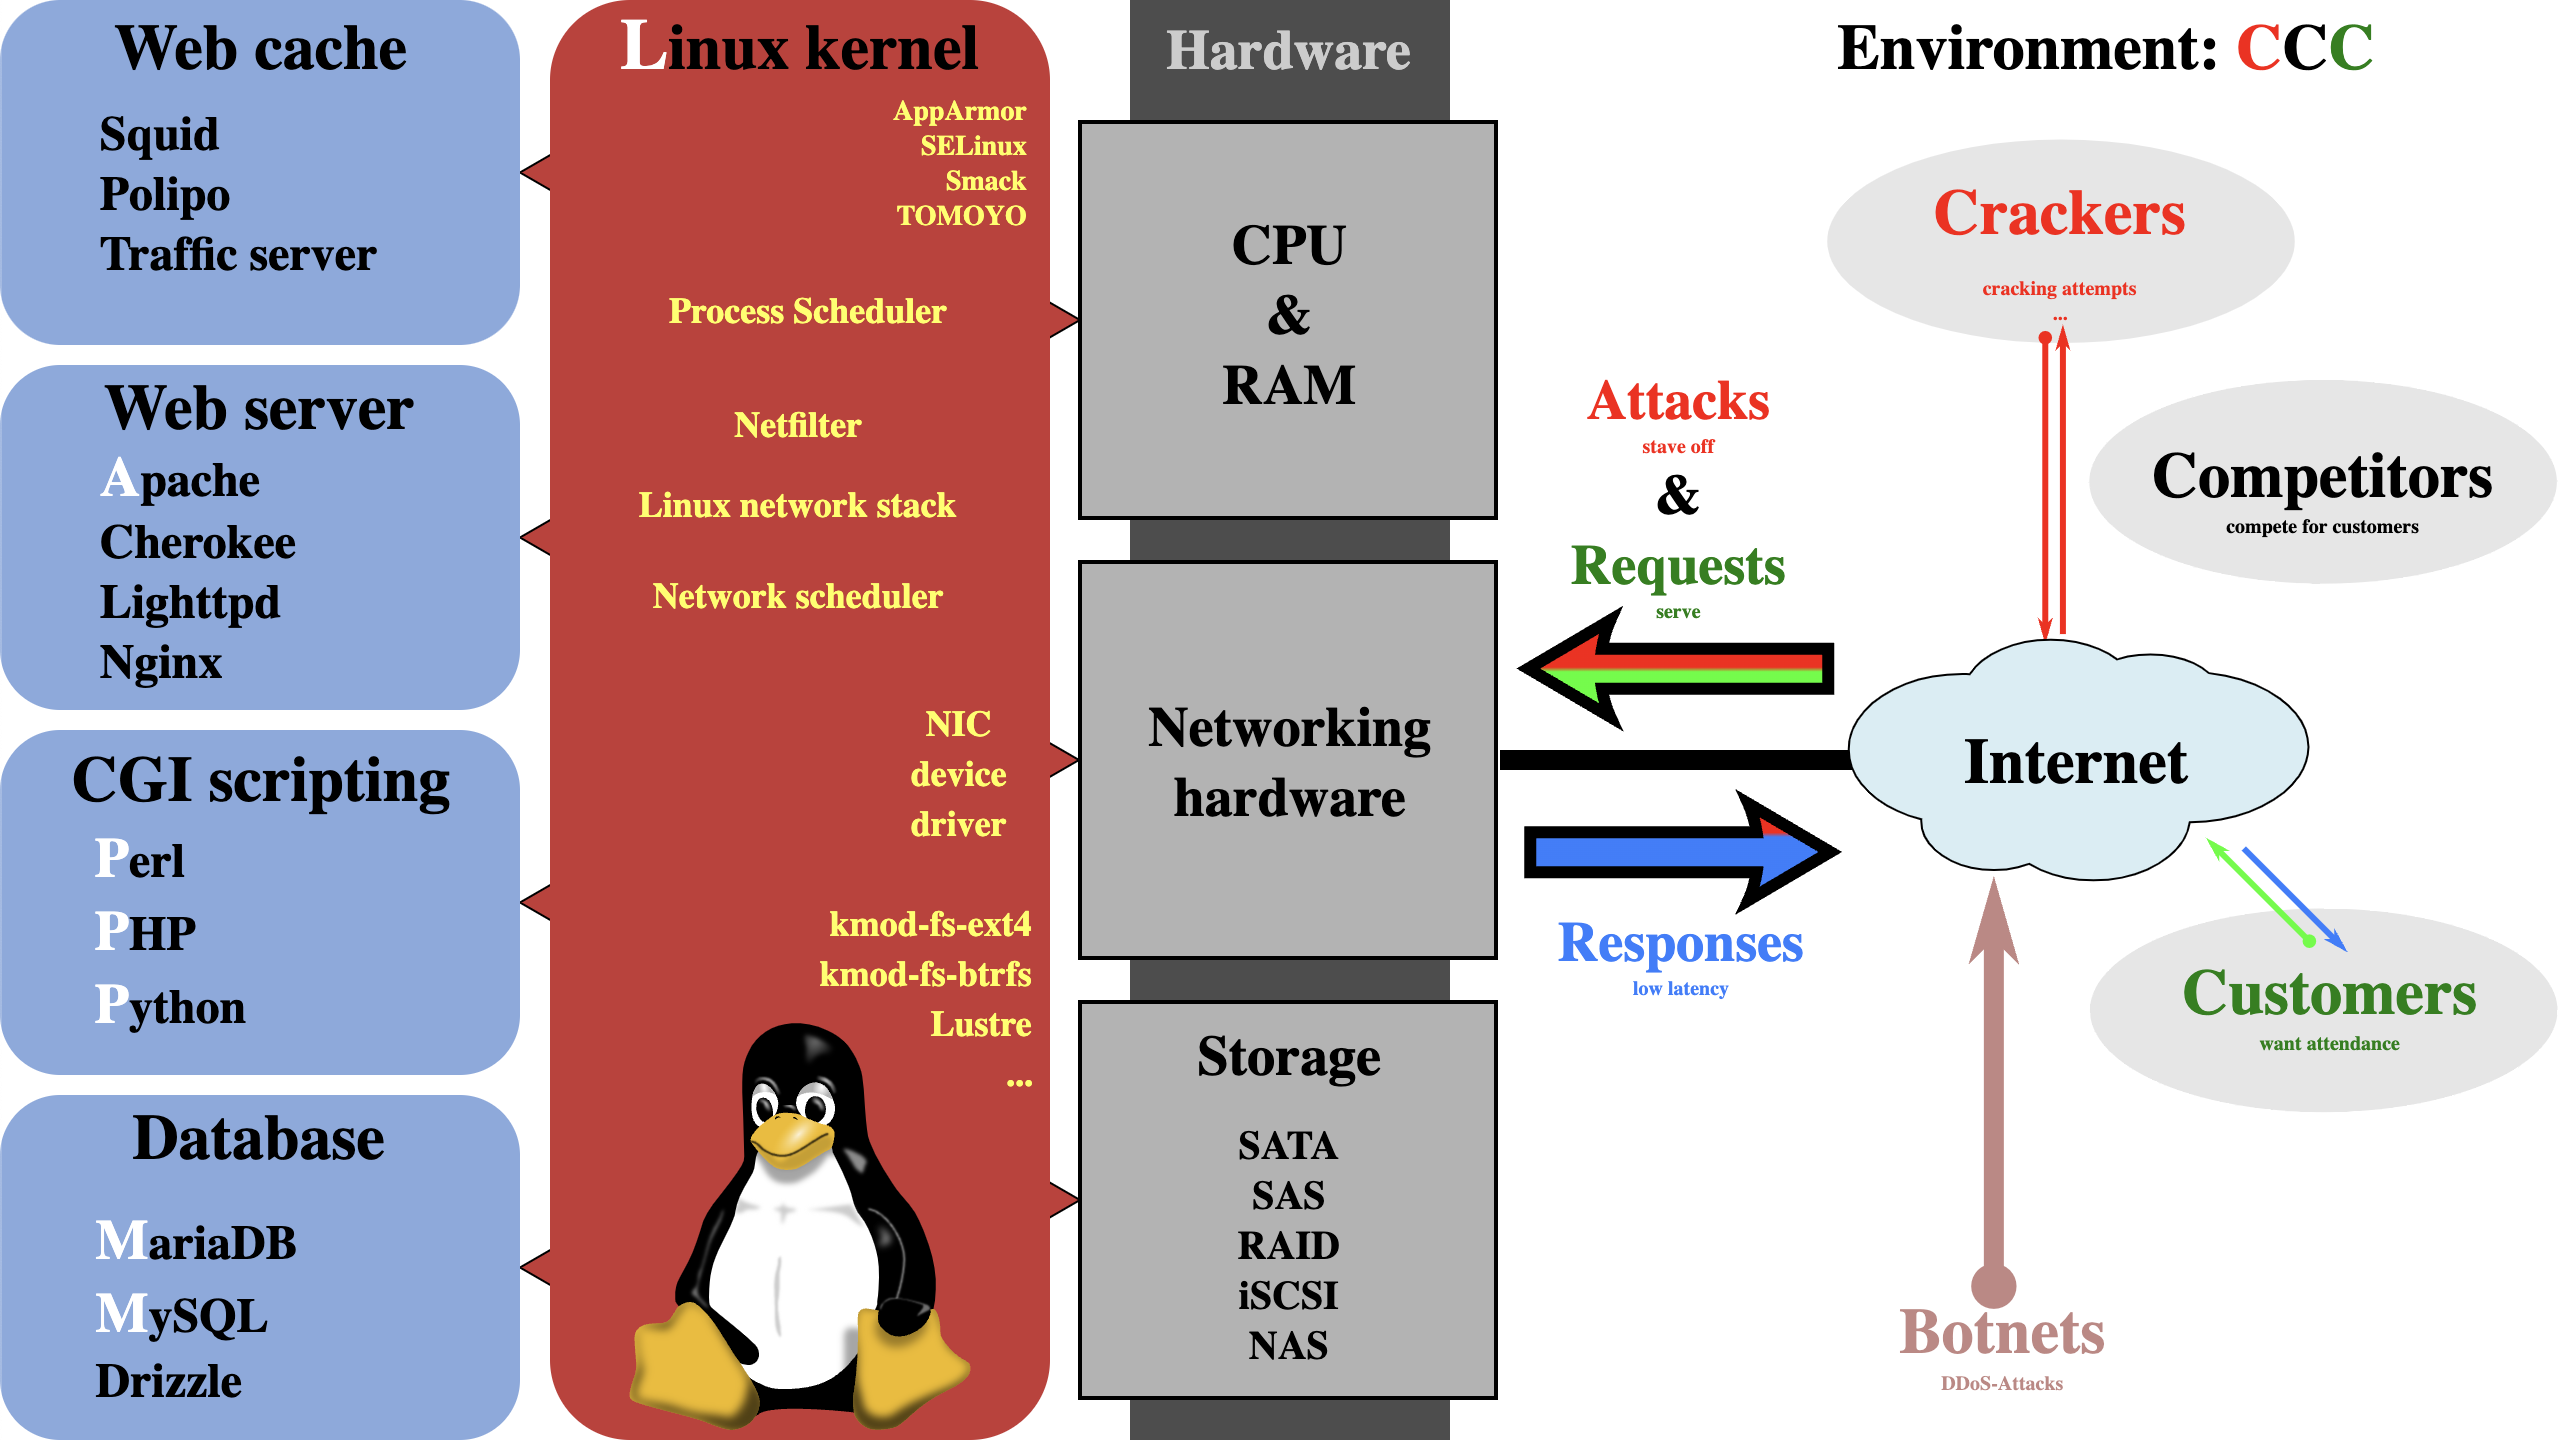 Web cache
Squid
Polipo
Traffic server
Web server
Apache
Cherokee
Lighttpd
Nginx
CGI scripting
Perl
PHP
Python
Database
MariaDB
MySQL
Drizzle
Linux kernel
AppArmor
SELinux
Smack
TOMOYO
Process Scheduler
Netfilter
Linux network stack
Network scheduler
NIC
device
driver
kmod-fs-ext4
kmod-fs-btrfs
Lustre
...
Hardware
CPU
&
RAM
Networking
hardware
Storage
SATA
SAS
RAID
iSCSI
NAS
Attacks
stave off
&
Requests
serve
Responses
low latency
Environment: CCC
Crackers
cracking attempts
...
Competitors
compete for customers
Internet
Customers
want attendance
Botnets
DDoS-Attacks